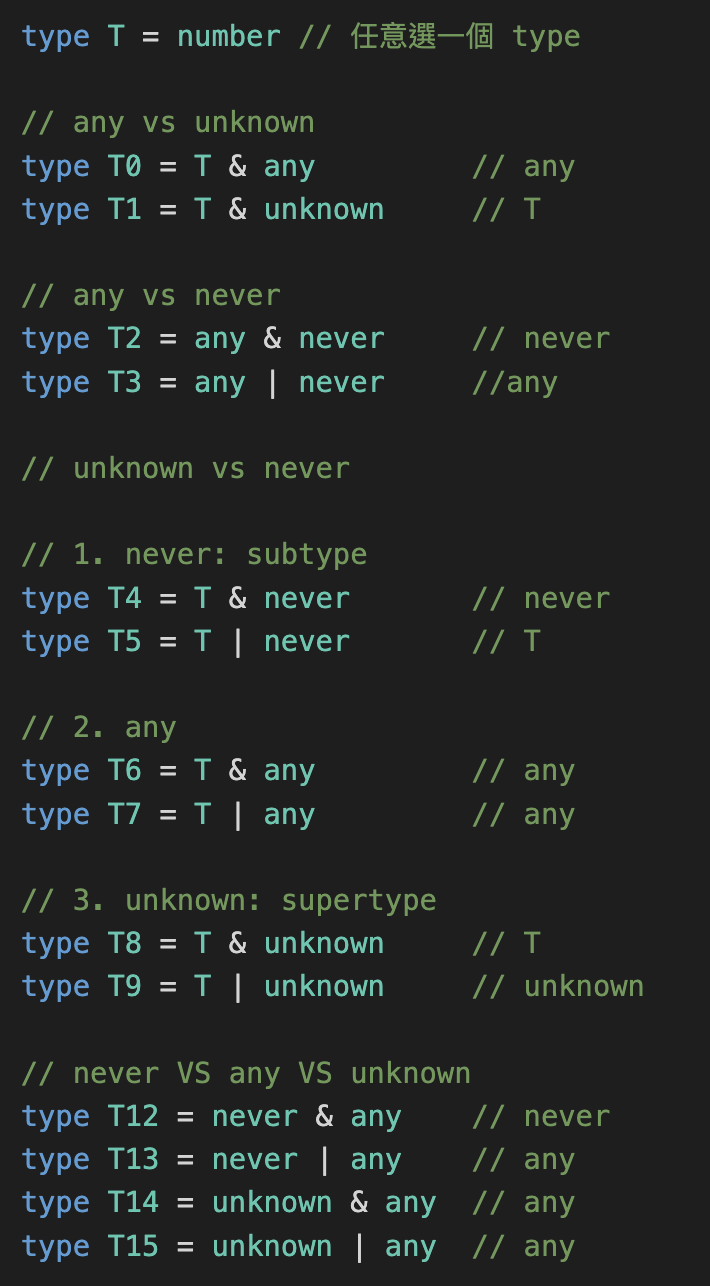 type T = number // 任意選一個 type
// any vs unknown
type T0 = T & any         // any
type T1 = T & unknown     // T
// any vs never
type T2 = any & never     // never
type T3 = any | never     //any
// unknown vs never
// 1. never: subtype
type T4 = T & never       // never
type T5 = T | never       // T
// 2. any
type T6 = T & any         // any
type T7 = T | any         // any
// 3. unknown: supertype
type T8 = T & unknown     // T
type T9 = T | unknown     // unknown
// never VS any VS unknown
type T12 = never & any    // never
type T13 = never | any    // any
type T14 = unknown & any  // any
type T15 = unknown | any  // any